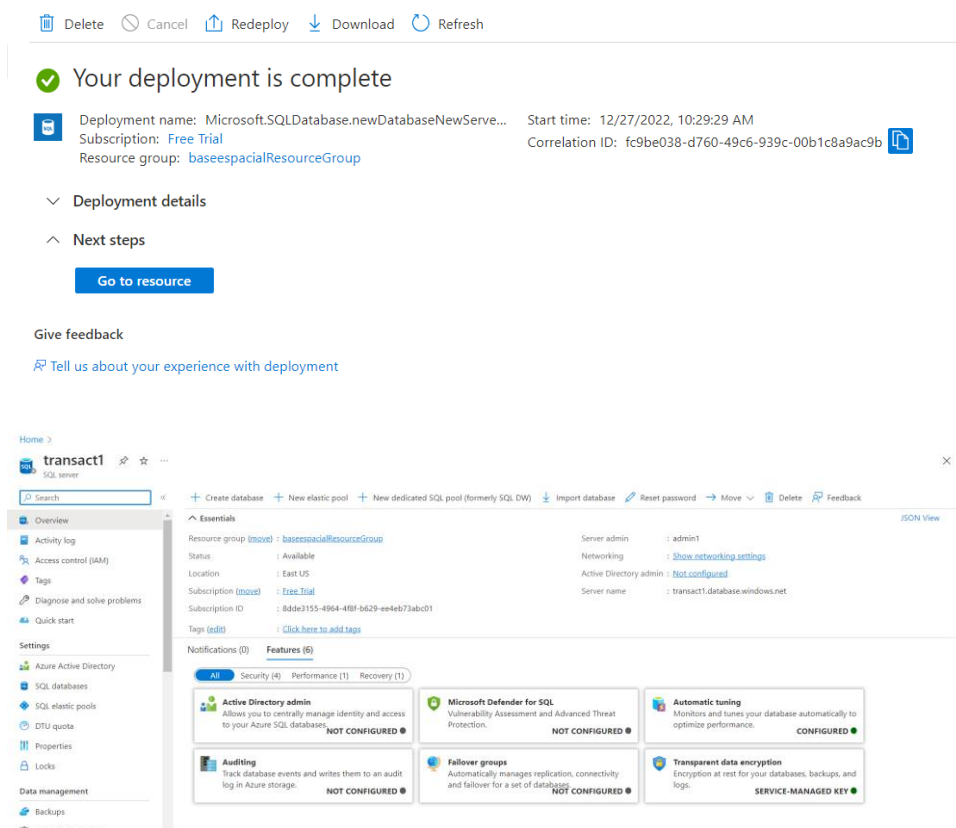 Delete Cancel Redeploy Download Refresh
Your deployment is complete
Deployment name: Microsoft.SQLDatabase.newDatabaseNewServe... Start time: 12/27/2022, 10:29:29 AM
Subscription: Free Trial Correlation ID: fc9be038-d760-49c6-939c-00b1c8a9ac9b
Resource group: baseespacialResourceGroup
Deployment details
Next steps
Go to resource
Give feedback
Tell us about your experience with deployment
Home >
transact1 ...
SQL server
Search « Create database New elastic pool New dedicated SQL pool (formerly SQL DW) Import database Reset password Move Delete Feedback
Overview
Activity log
Access control (IAM)
Tags
Diagnose and solve problems
Quick start
Settings
Azure Active Directory
SQL databases
SQL elastic pools
DTU quota
Properties
Locks
Data management
Backups
Essentials JSON View
Resource group (move) : baseespacialResourceGroup Server admin : admin1
Status : Available Networking : Show networking settings
Location : East US Active Directory admin : Not configured
Subscription (move) : Free Trial Server name : transact1.database.windows.net
Subscription ID : 8dde3155-4964-4f8f-b629-ee4eb73abc01
Tags (edit) : Click here to add tags
Notifications (0) Features (6)
All Security (4) Performance (1) Recovery (1)
Active Directory admin
Allows you to centrally manage identity and access
to your Azure SQL databases.
NOT CONFIGURED
Microsoft Defender for SQL
Vulnerability Assessment and Advanced Threat
Protection.
NOT CONFIGURED
Automatic tuning
Monitors and tunes your database automatically to
optimize performance.
CONFIGURED
Auditing
Track database events and writes them to an audit
log in Azure storage.
NOT CONFIGURED
Failover groups
Automatically manages replication, connectivity
and failover for a set of databases.
NOT CONFIGURED
Transparent data encryption
Encryption at rest for your databases, backups, and
logs.
SERVICE-MANAGED KEY